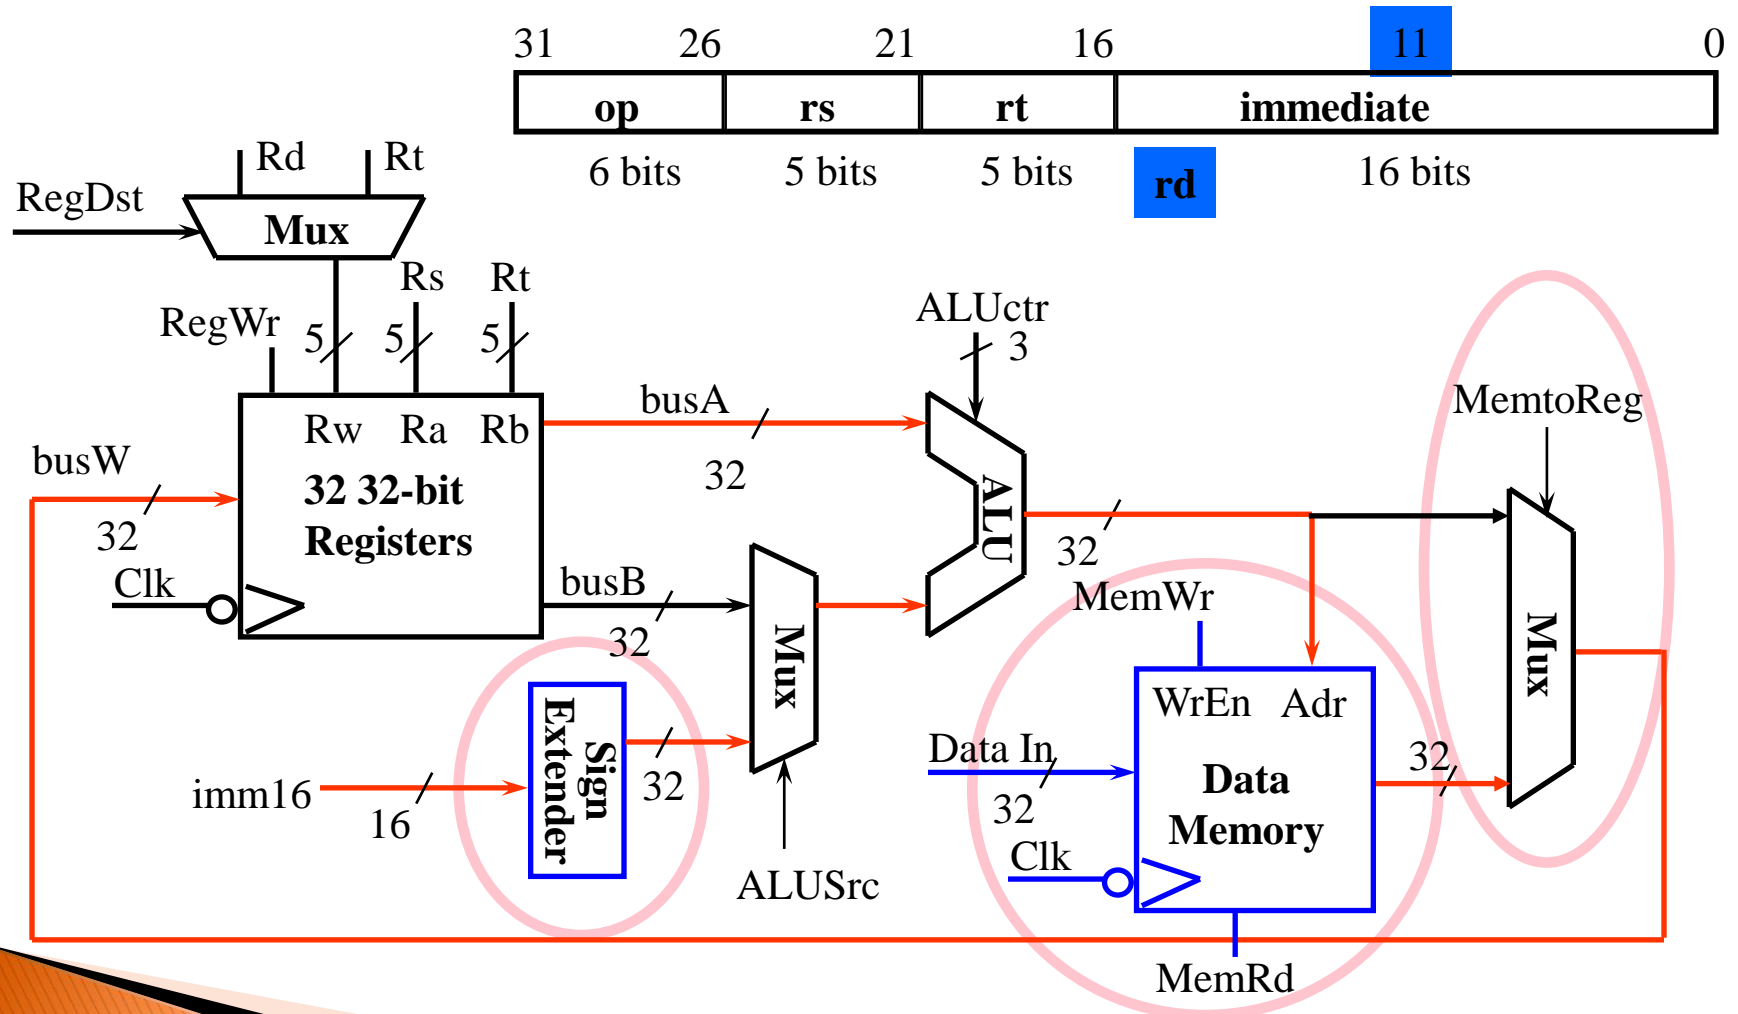 31 26 21 16 11 0
op rs rt immediate
6 bits 5 bits 5 bits rd 16 bits
Rd Rt
RegDst
Mux
Rs Rt
RegWr
5 5 5
ALUctr
3
busA
32
MemtoReg
Rw Ra Rb
busW
32
32 32-bit
Registers
Clk
busB
32
ALU
32
Mux
MemWr
WrEn Adr
Data In
32
Data
Memory
32
Clk
MemRd
Mux
Sign
Extender
32
imm16
16
ALUSrc